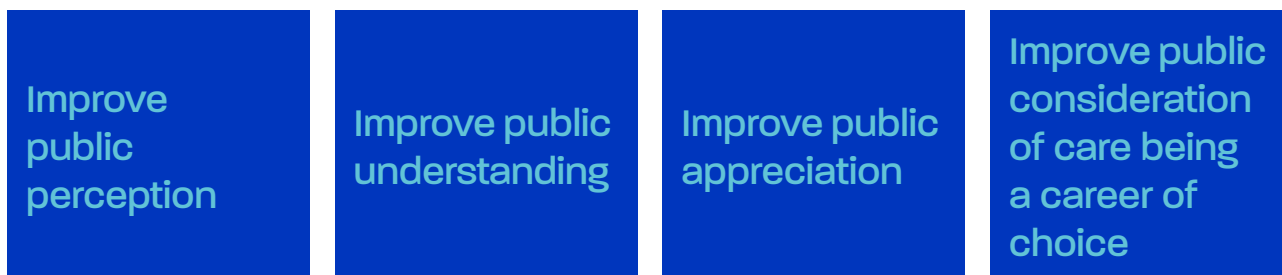 Improve
public
perception
Improve public
understanding
Improve public
appreciation
Improve public
consideration
of care being
a career of
choice